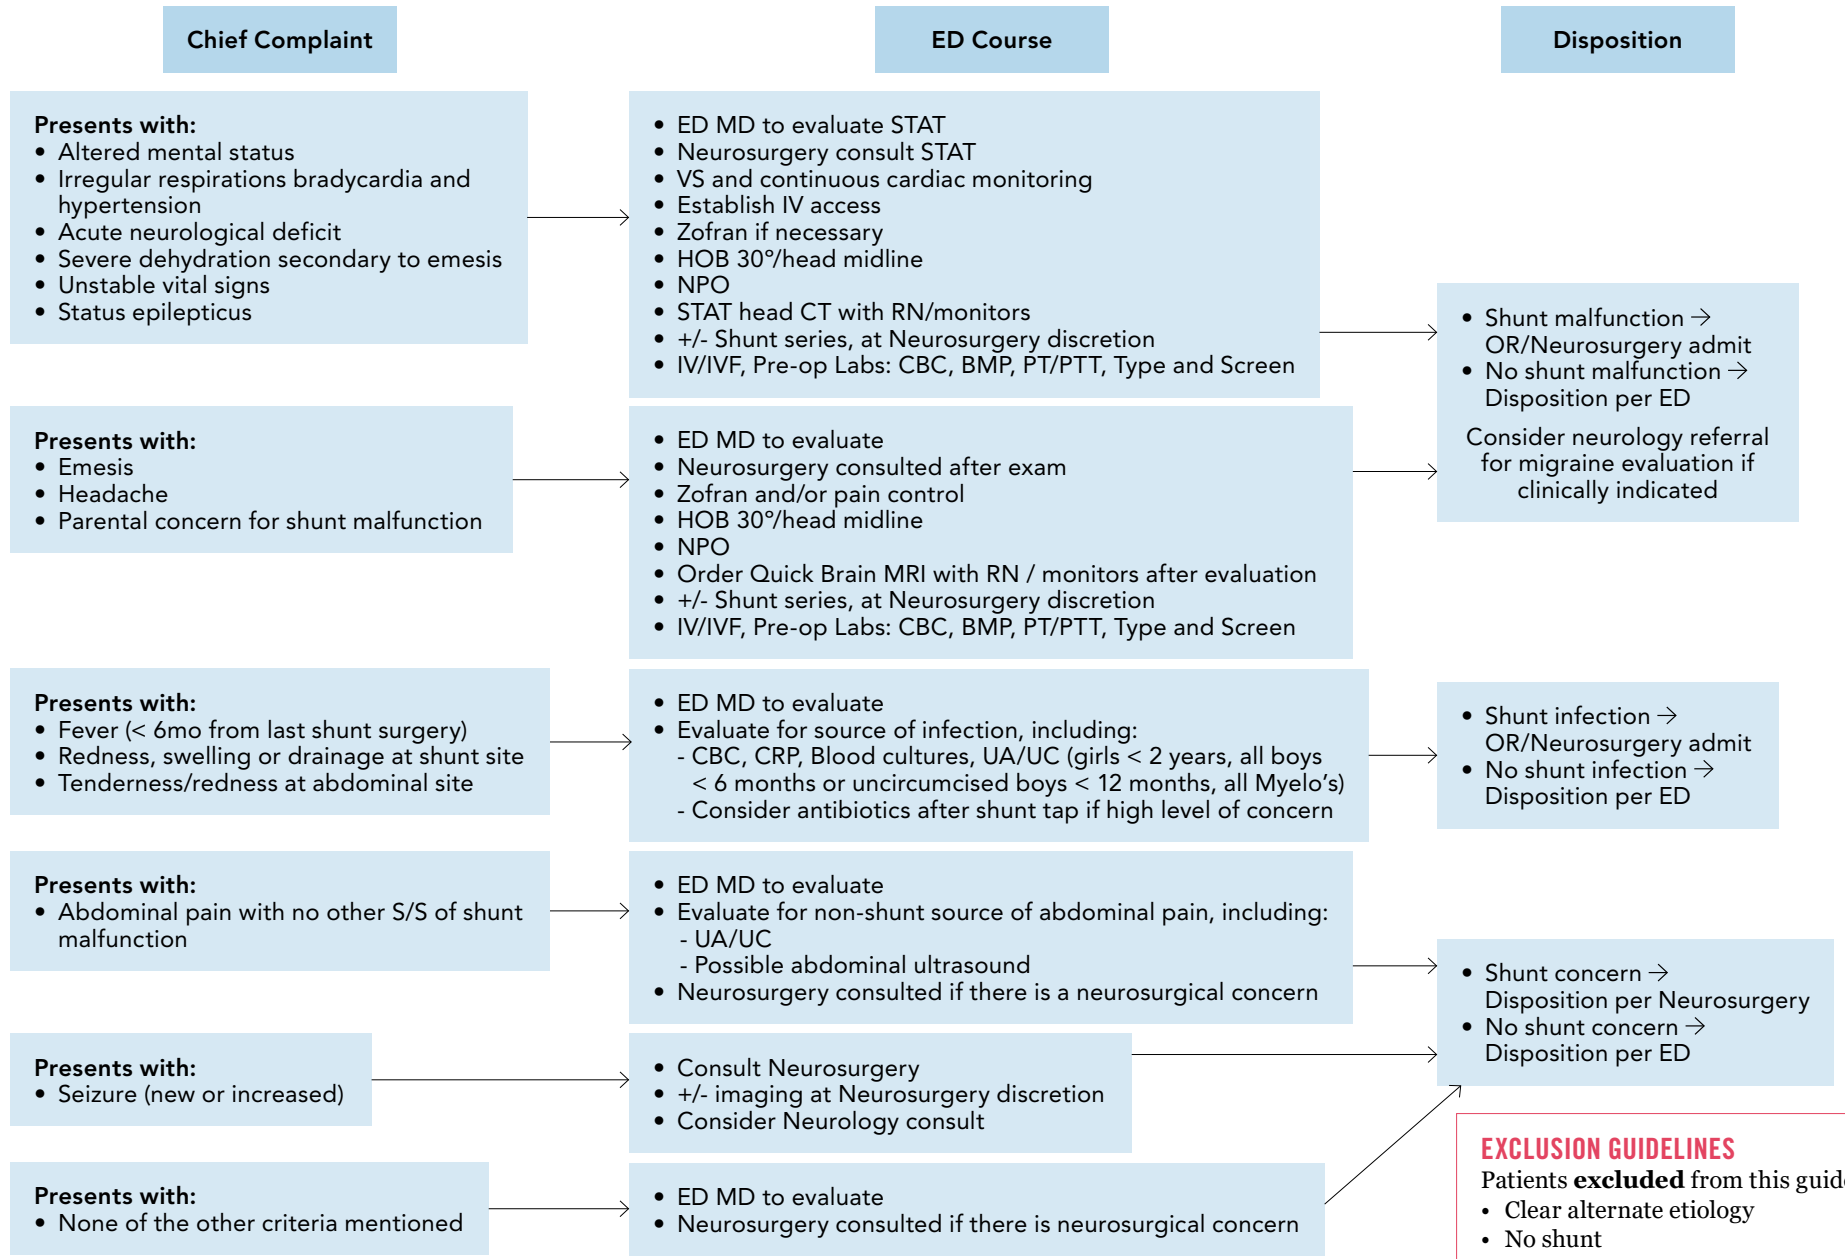 Chief Complaint
ED Course
Disposition
Presents with:
• Altered mental status
• Irregular respirations bradycardia and
hypertension
• Acute neurological deficit
• Severe dehydration secondary to emesis
• Unstable vital signs
• Status epilepticus
• ED MD to evaluate STAT
• Neurosurgery consult STAT
• VS and continuous cardiac monitoring
• Establish IV access
• Zofran if necessary
• HOB 30º/head midline
• NPO
• STAT head CT with RN/monitors
• +/- Shunt series, at Neurosurgery discretion
• IV/IVF, Pre-op Labs: CBC, BMP, PT/PTT, Type and Screen
• Shunt malfunction →
OR/Neurosurgery admit
• No shunt malfunction →
Disposition per ED
Consider neurology referral
for migraine evaluation if
clinically indicated
Presents with:
• Emesis
• Headache
• Parental concern for shunt malfunction
• ED MD to evaluate
• Neurosurgery consulted after exam
• Zofran and/or pain control
• HOB 30º/head midline
• NPO
• Order Quick Brain MRI with RN / monitors after evaluation
• +/- Shunt series, at Neurosurgery discretion
• IV/IVF, Pre-op Labs: CBC, BMP, PT/PTT, Type and Screen
Presents with:
• Fever (< 6mo from last shunt surgery)
• Redness, swelling or drainage at shunt site
• Tenderness/redness at abdominal site
• ED MD to evaluate
• Evaluate for source of infection, including:
- CBC, CRP, Blood cultures, UA/UC (girls < 2 years, all boys
< 6 months or uncircumcised boys < 12 months, all Myelo's)
- Consider antibiotics after shunt tap if high level of concern
• Shunt infection →
OR/Neurosurgery admit
• No shunt infection →
Disposition per ED
Presents with:
• Abdominal pain with no other S/S of shunt
malfunction
• ED MD to evaluate
• Evaluate for non-shunt source of abdominal pain, including:
- UA/UC
- Possible abdominal ultrasound
• Neurosurgery consulted if there is a neurosurgical concern
• Shunt concern →
Disposition per Neurosurgery
• No shunt concern →
Disposition per ED
Presents with:
• Seizure (new or increased)
• Consult Neurosurgery
• +/- imaging at Neurosurgery discretion
• Consider Neurology consult
Presents with:
• None of the other criteria mentioned
• ED MD to evaluate
• Neurosurgery consulted if there is neurosurgical concern
EXCLUSION GUIDELINES
Patients excluded from this guide
• Clear alternate etiology
• No shunt